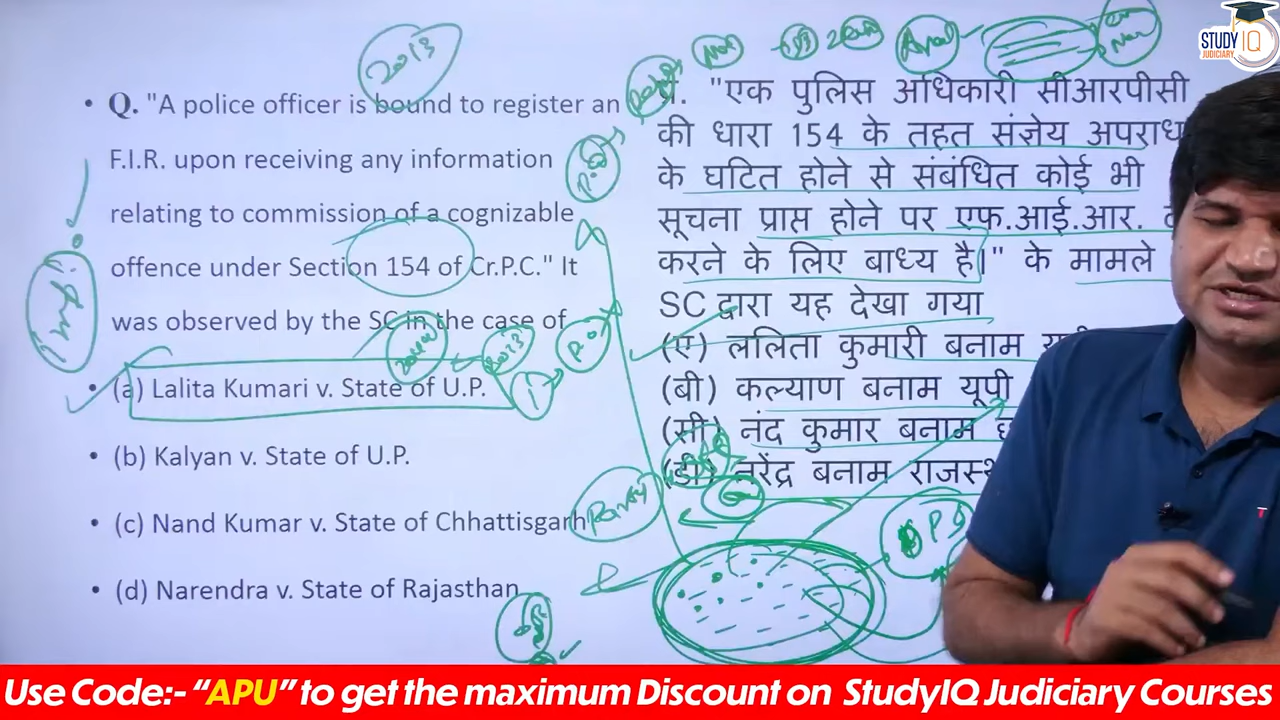 STUDY IQ
JUDICIARY
2013
• Q. "A police officer is bound to register an
F.I.R. upon receiving any information
relating to commission of a cognizable
offence under Section 154 of Cr.P.C." It
was observed by the SC in the case of
2013
• (a) Lalita Kumari v. State of U.P.
• (b) Kalyan v. State of U.P.
• (c) Nand Kumar v. State of Chhattisgarh
• (d) Narendra v. State of Rajasthan
प्र. "एक पुलिस अधिकारी सीआरपीसी
की धारा 154 के तहत संज्ञेय अपराध
के घटित होने से संबंधित कोई भी
सूचना प्राप्त होने पर एफ.आई.आर.
करने के लिए बाध्य है।" के मामले
SC द्वारा यह देखा गया
(ए) ललिता कुमारी बनाम
(बी) कल्याण बनाम यूपी
(सी) नंद कुमार बनाम
(डी) नरेंद्र बनाम
Use Code:- “APU” to get the maximum Discount on StudyIQ Judiciary Courses